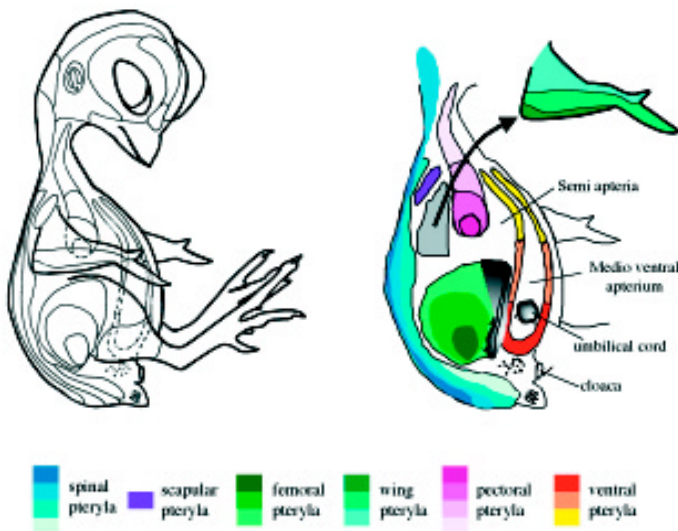 Semi apteria
Medio ventral
apterium
umbilical cord
cloaca
spinal
pteryla
scapular
pteryla
femoral
pteryla
wing
pteryla
pectoral
pteryla
ventral
pteryla